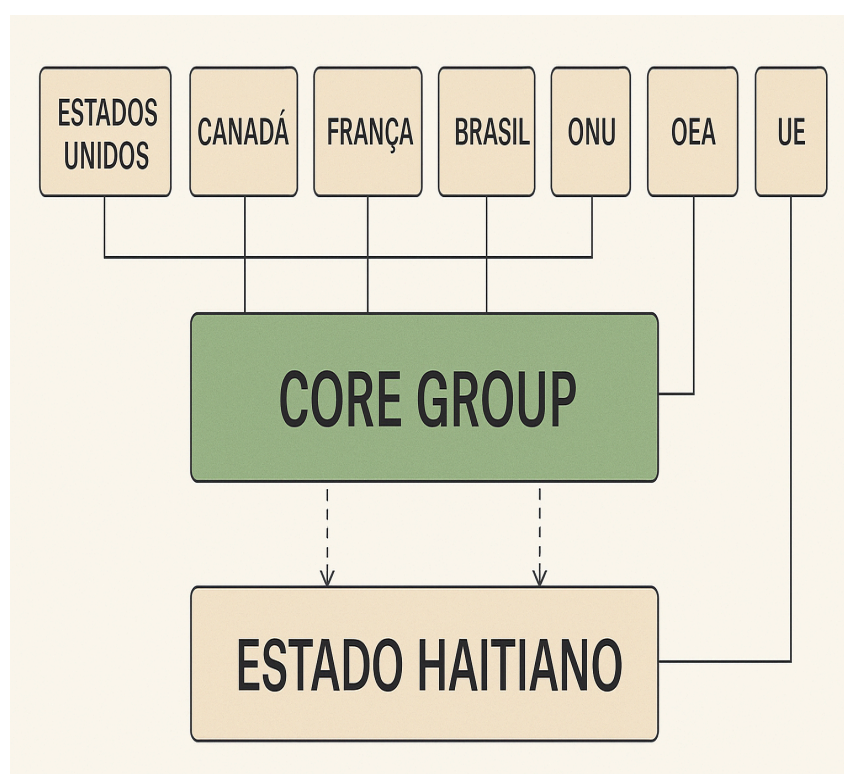 ESTADOS
UNIDOS
CANADÁ
FRANÇA
BRASIL
ONU
OEA
UE
CORE GROUP
ESTADO HAITIANO